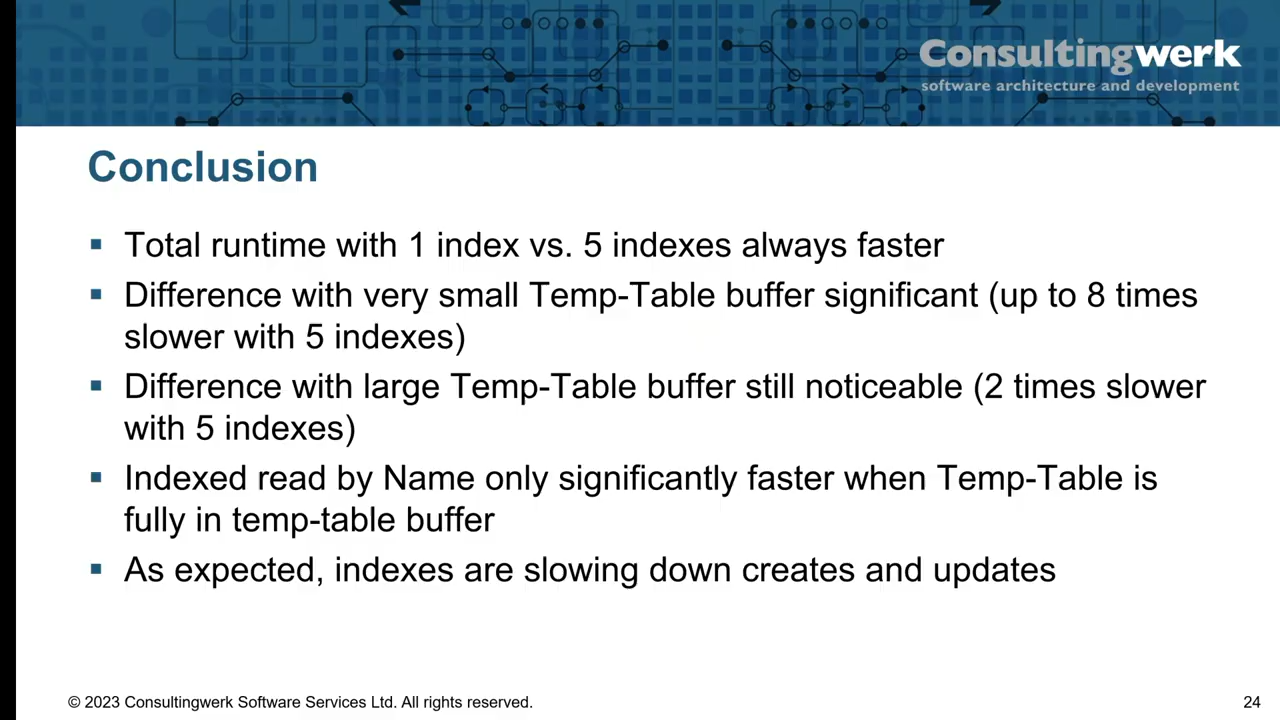 Consultingwerk
software architecture and development
Conclusion
▪ Total runtime with 1 index vs. 5 indexes always faster
▪ Difference with very small Temp-Table buffer significant (up to 8 times
slower with 5 indexes)
▪ Difference with large Temp-Table buffer still noticeable (2 times slower
with 5 indexes)
▪ Indexed read by Name only significantly faster when Temp-Table is
fully in temp-table buffer
▪ As expected, indexes are slowing down creates and updates
© 2023 Consultingwerk Software Services Ltd. All rights reserved.
24